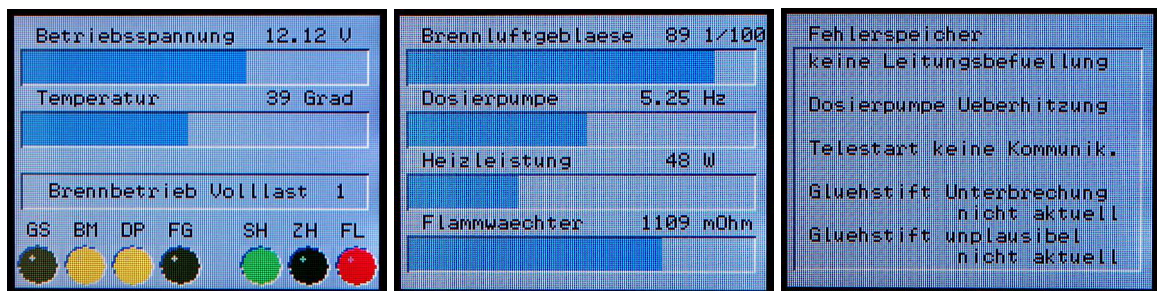 Betriebsspannung 12.12 V
Temperatur 39 Grad
Brennbetrieb Volllast 1
GS BM DP FG SH ZH FL
Brennluftgeblaese 89 1/100
Dosierpumpe 5.25 Hz
Heizleistung 48 W
Flammwaechter 1109 mOhm
Fehlerspeicher
keine Leitungsbefuellung
Dosierpumpe Ueberhitzung
Telestart keine Kommunik.
Gluehstift Unterbrechung
nicht aktuell
Gluehstift unplausibel
nicht aktuell